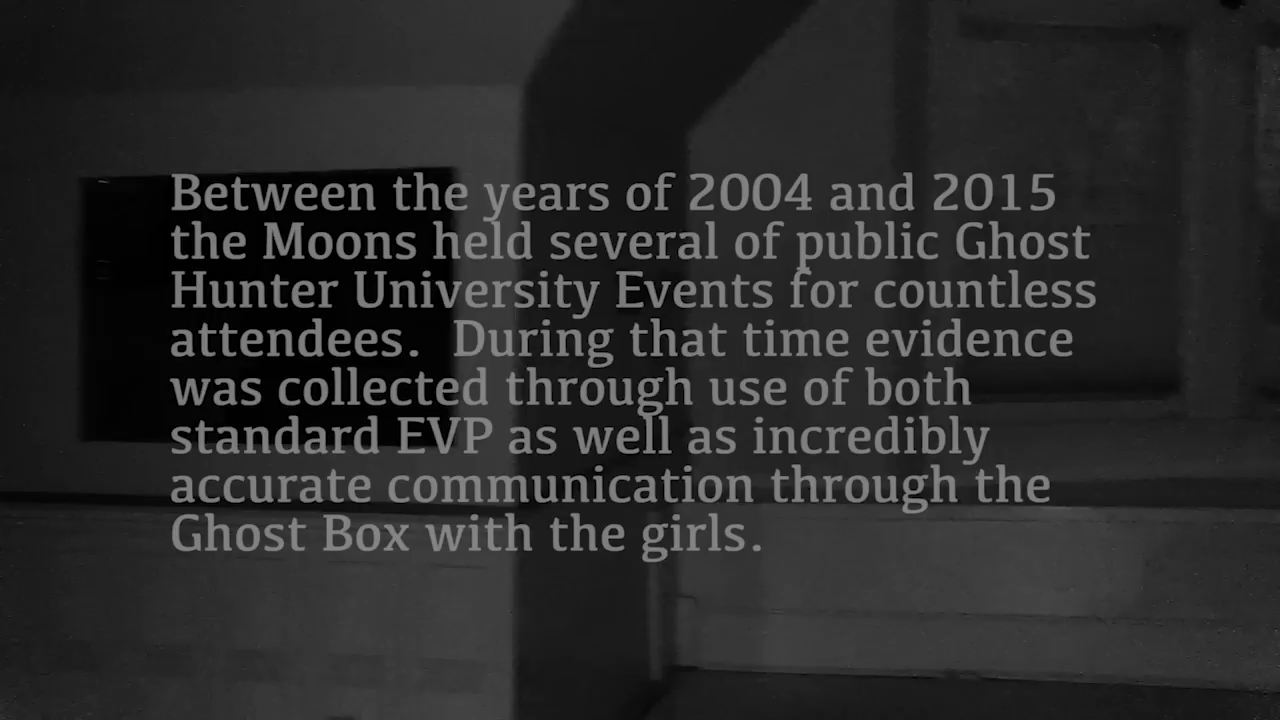 Between the years of 2004 and 2015
the Moons held several of public Ghost
Hunter University Events for countless
attendees.  During that time evidence
was collected through use of both
standard EVP as well as incredibly
accurate communication through the
Ghost Box with the girls.